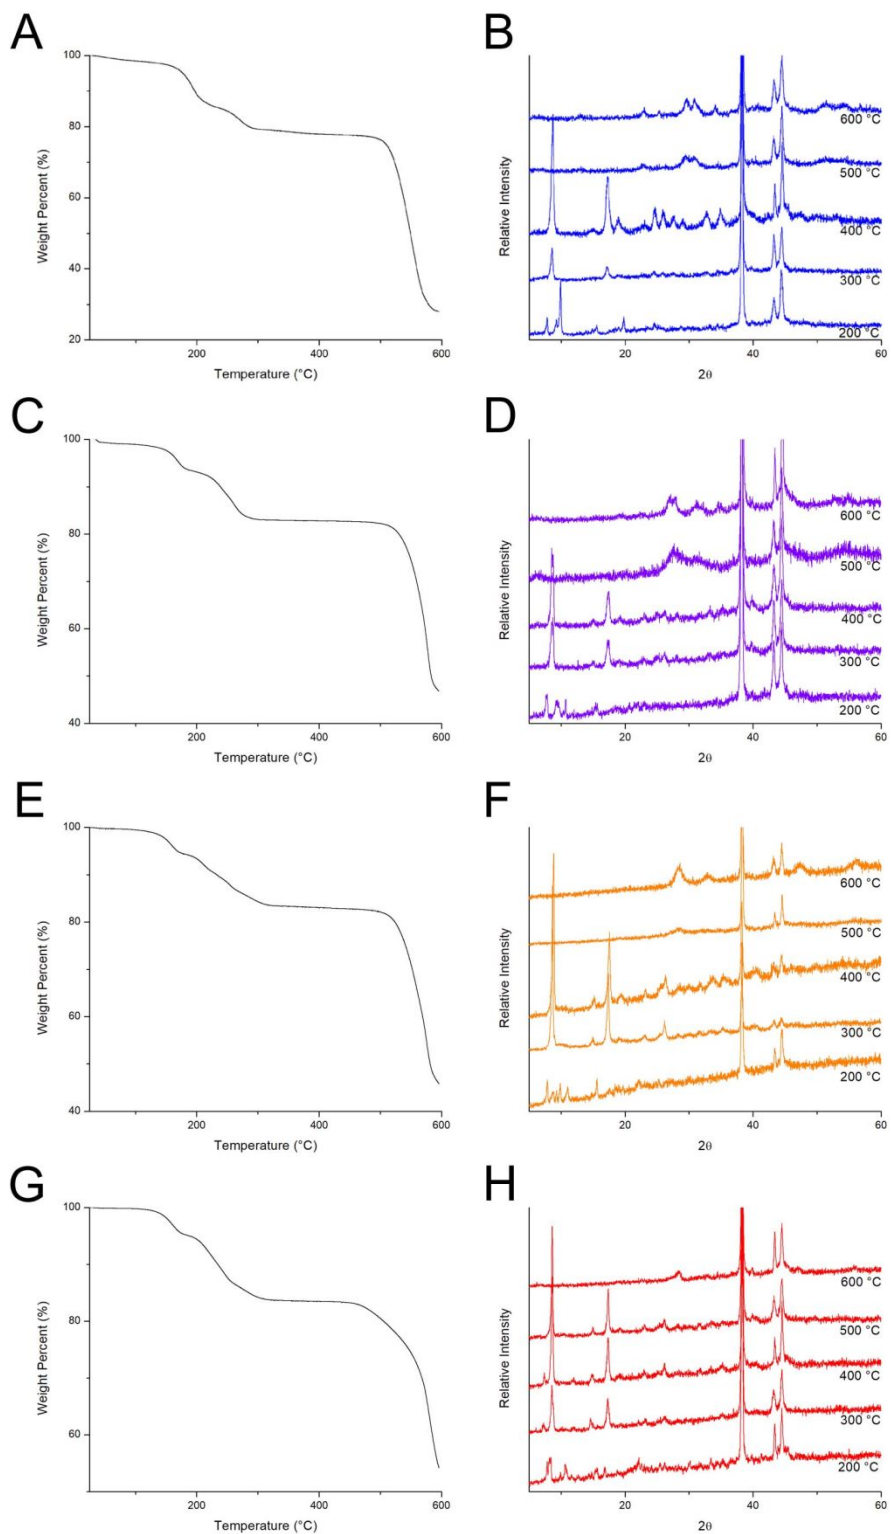 A
100
80
60
40
20
Weight Percent (%)
200
400
600
Temperature (°C)
B
Relative Intensity
600 °C
500 °C
400 °C
300 °C
200 °C
20
40
60
2θ
C
100
80
60
40
Weight Percent (%)
200
400
600
Temperature (°C)
D
Relative Intensity
600 °C
500 °C
400 °C
300 °C
200 °C
20
40
60
2θ
E
100
80
60
40
Weight Percent (%)
200
400
600
Temperature (°C)
F
Relative Intensity
600 °C
500 °C
400 °C
300 °C
200 °C
20
40
60
2θ
G
100
80
60
Weight Percent (%)
200
400
600
Temperature (°C)
H
Relative Intensity
600 °C
500 °C
400 °C
300 °C
200 °C
20
40
60
2θ